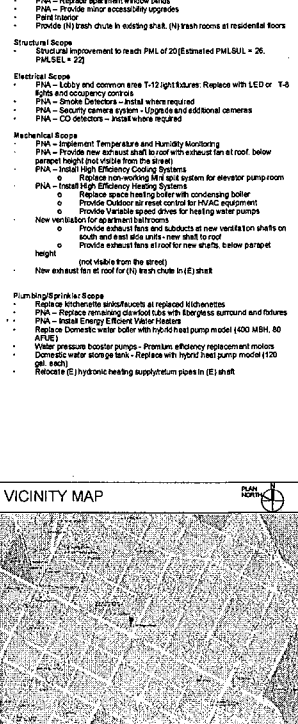 PNA – Replace apartment window blinds
PNA – Provide minor accessibility upgrades
Paint Interior
Provide (N) trash chute in existing shaft. (N) trash rooms at residential floors
Structural Scope
Structural improvement to reach PML of 20 [Estimated PMLSUL = 26,
PMLSEL = 22]
Electrical Scope
PNA – Lobby and common area T-12 light fixtures: Replace with LED or T-8
lights and occupancy controls
PNA – Smoke Detectors – Install where required
PNA – Security camera system - Upgrade and additional cameras
PNA – CO detectors – Install where required
Mechanical Scope
PNA – Implement Temperature and Humidity Monitoring
PNA – Provide new exhaust shaft to roof with exhaust fan at roof, below
parapet height (not visible from the street)
PNA – Install High Efficiency Cooling Systems
o Replace non-working Mini split system for elevator pump room
PNA – Install High Efficiency Heating Systems
o Replace space heating boiler with condensing boiler
o Provide Outdoor air reset control for HVAC equipment
o Provide Variable speed drives for heating water pumps
New ventilation for apartment bathrooms
o Provide exhaust fans and subducts at new ventilation shafts on
south and east side units - new shaft to roof
o Provide exhaust fans at roof for new shafts, below parapet
height
(not visible from the street)
New exhaust fan at roof for (N) trash chute in (E) shaft
Plumbing/Sprinkler Scope
Replace kitchenette sinks/faucets at replaced kitchenettes
PNA – Replace remaining clawfoot tubs with fiberglass surround and fixtures
PNA – Install Energy Efficient Water Heaters
Replace Domestic water boiler with hybrid heat pump model (400 MBH, 80
AFUE)
Water pressure booster pumps - Premium efficiency replacement motors
Domestic water storage tank - Replace with hybrid heat pump model (120
gal. each)
Relocate (E) hydronic heating supply/return pipes in (E) shaft
VICINITY MAP
PLAN
NORTH
N